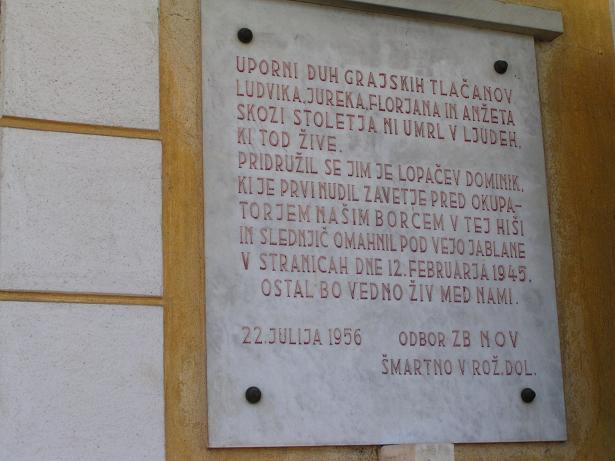 UPORNI DUH GRAJSKIH TLAČANOV
LUDVIKA, JUREKA, FLORJANA IN ANŽETA
SKOZI STOLETJA NI UMRL V LJUDEH,
KI TOD ŽIVE.
PRIDRUŽIL SE JIM JE LOPAČEV DOMINIK,
KI JE PRVI NUDIL ZAVETJE PRED OKUPA-
TORJEM NAŠIM BORCEM V TEJ HIŠI
IN SLEDNJIČ OMAHNIL POD VEJO JABLANE
V STRANICAH DNE 12. FEBRUARJA 1945.
OSTAL BO VEDNO ŽIV MED NAMI.
22. JULIJA 1956 ODBOR ZB NOV
ŠMARTNO V ROŽ. DOL.